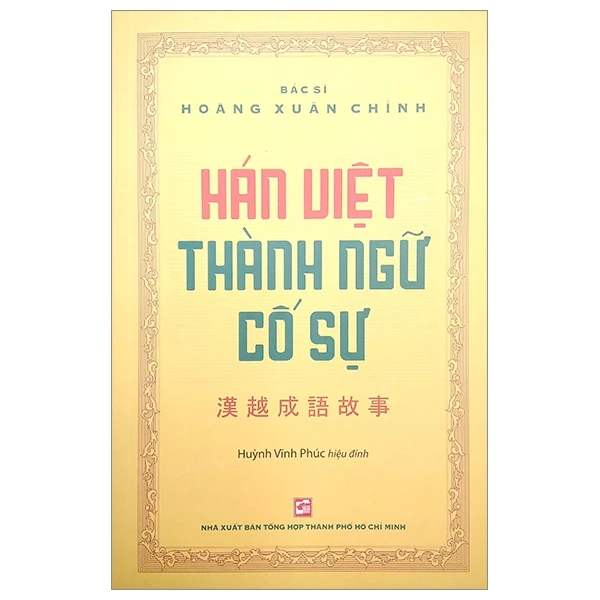 BÁC SĨ
HOÀNG XUÂN CHỈNH
HÁN VIỆT
THÀNH NGỮ
CỐ SỰ
漢越成語故事
Huỳnh Vĩnh Phúc hiệu đính
NHÀ XUẤT BẢN TỔNG HỢP THÀNH PHỐ HỒ CHÍ MINH